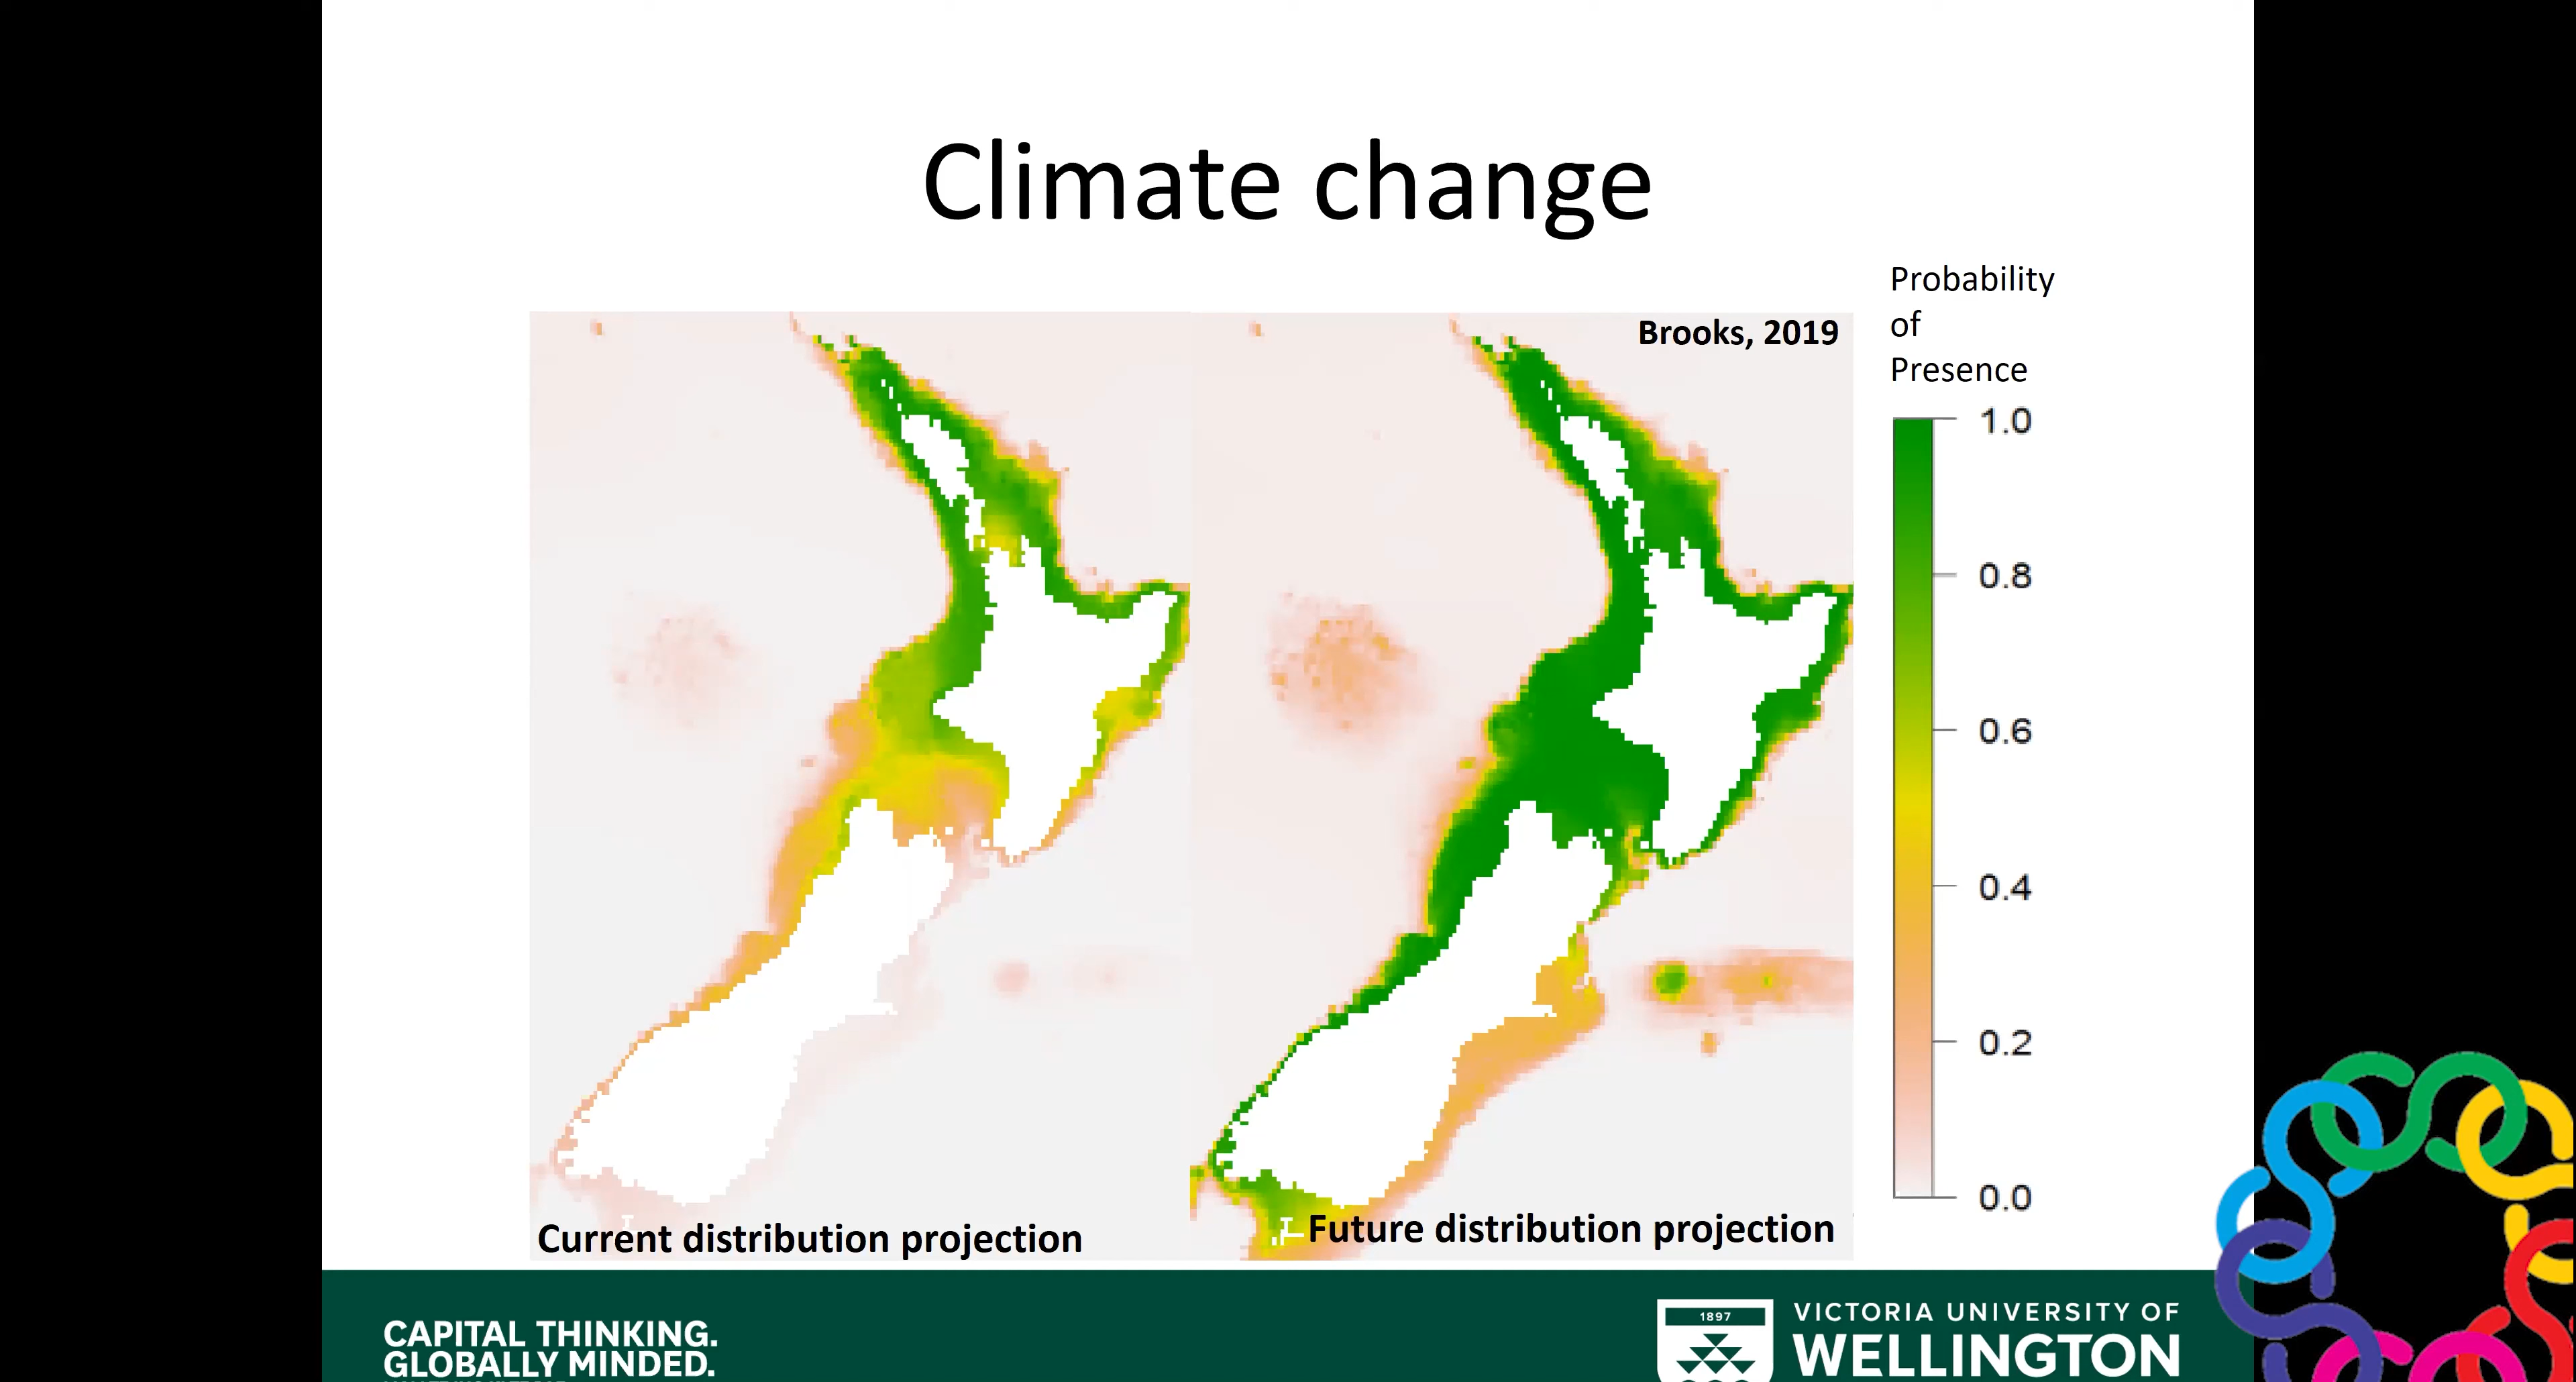 Climate change
Probability
of
Presence
Brooks, 2019
1.0
0.8
0.6
0.4
0.2
0.0
Current distribution projection
Future distribution projection
CAPITAL THINKING.
GLOBALLY MINDED.
1897
VICTORIA UNIVERSITY OF
WELLINGTON